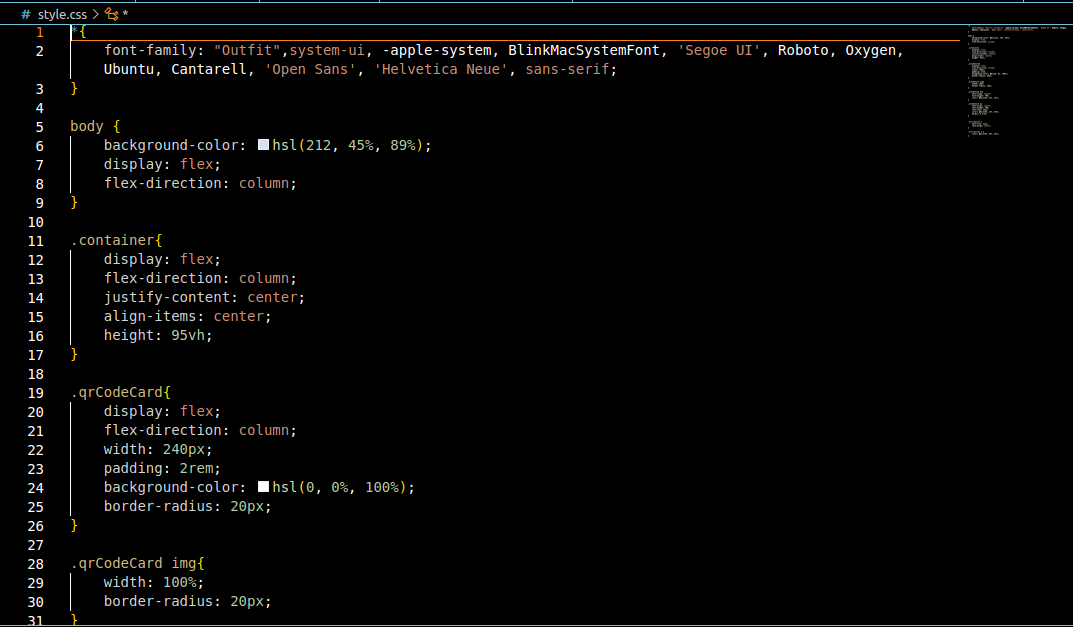 # style.css > *
1 *{
2 font-family: "Outfit",system-ui, -apple-system, BlinkMacSystemFont, 'Segoe UI', Roboto, Oxygen,
Ubuntu, Cantarell, 'Open Sans', 'Helvetica Neue', sans-serif;
3 }
4
5 body {
6 background-color: hsl(212, 45%, 89%);
7 display: flex;
8 flex-direction: column;
9 }
10
11 .container{
12 display: flex;
13 flex-direction: column;
14 justify-content: center;
15 align-items: center;
16 height: 95vh;
17 }
18
19 .qrCodeCard{
20 display: flex;
21 flex-direction: column;
22 width: 240px;
23 padding: 2rem;
24 background-color: hsl(0, 0%, 100%);
25 border-radius: 20px;
26 }
27
28 .qrCodeCard img{
29 width: 100%;
30 border-radius: 20px;
31 }